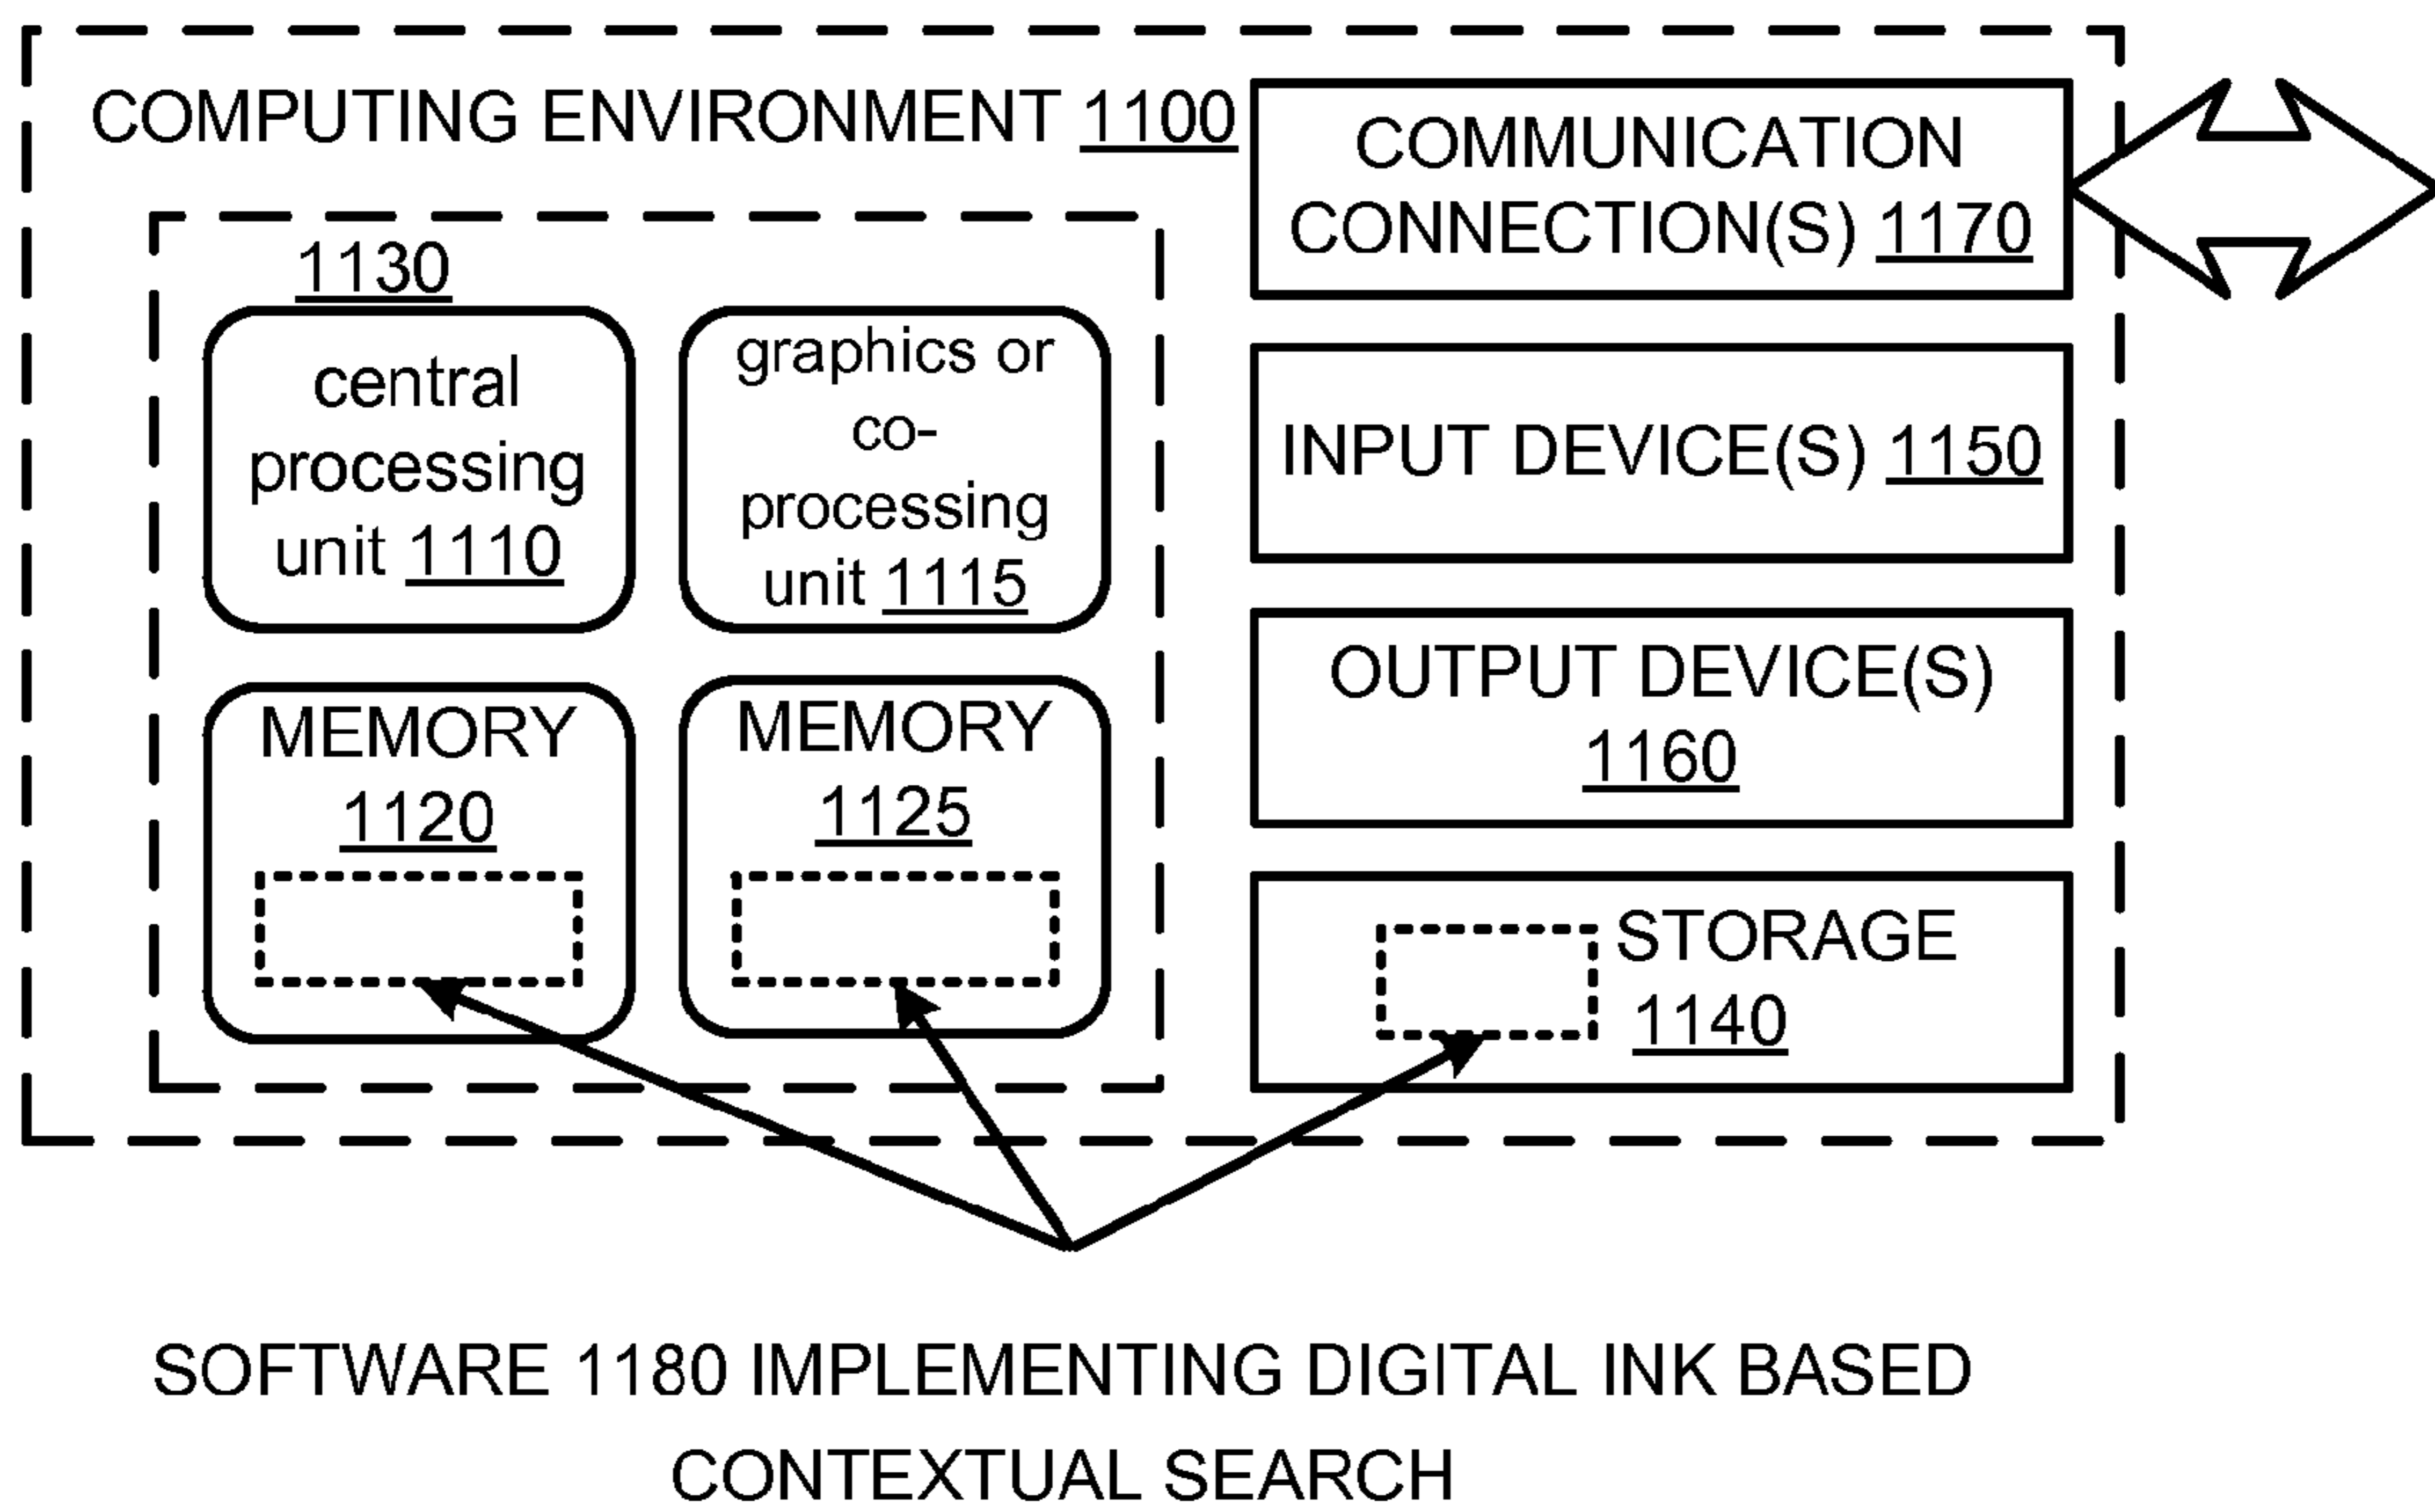 COMPUTING ENVIRONMENT 1100
1130
central
processing
unit 1110
graphics or
co-
processing
unit 1115
MEMORY
1120
MEMORY
1125
COMMUNICATION
CONNECTION(S) 1170
INPUT DEVICE(S) 1150
OUTPUT DEVICE(S)
1160
STORAGE
1140
SOFTWARE 1180 IMPLEMENTING DIGITAL INK BASED
CONTEXTUAL SEARCH